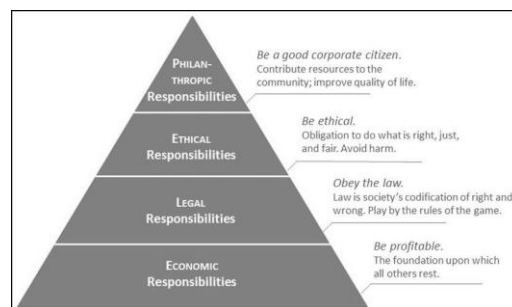 PHILAN-
THROPIC
Responsibilities
Be a good corporate citizen.
Contribute resources to the
community; improve quality of life.
ETHICAL
Responsibilities
Be ethical.
Obligation to do what is right, just,
and fair. Avoid harm.
LEGAL
Responsibilities
Obey the law.
Law is society's codification of right and
wrong. Play by the rules of the game.
ECONOMIC
Responsibilities
Be profitable.
The foundation upon which
all others rest.